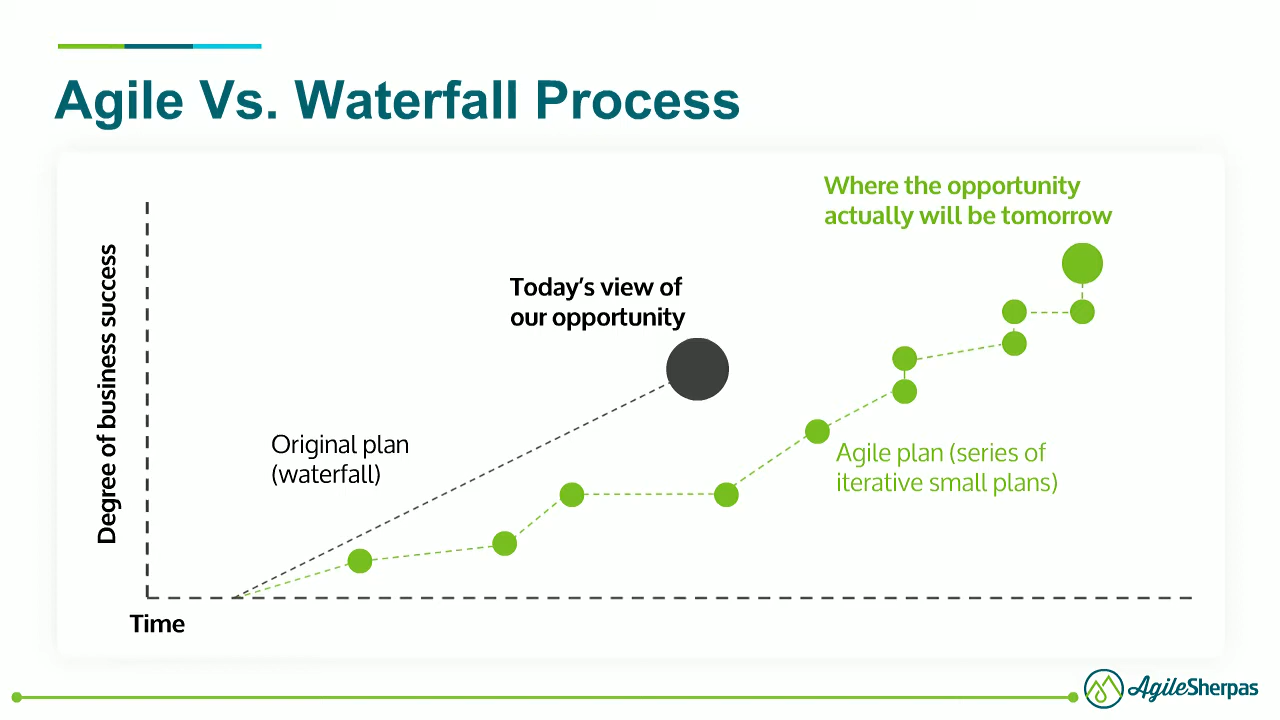 Agile Vs. Waterfall Process
Where the opportunity
actually will be tomorrow
Today's view of
our opportunity
Degree of business success
Original plan
(waterfall)
Agile plan (series of
iterative small plans)
Time
AgileSherpas